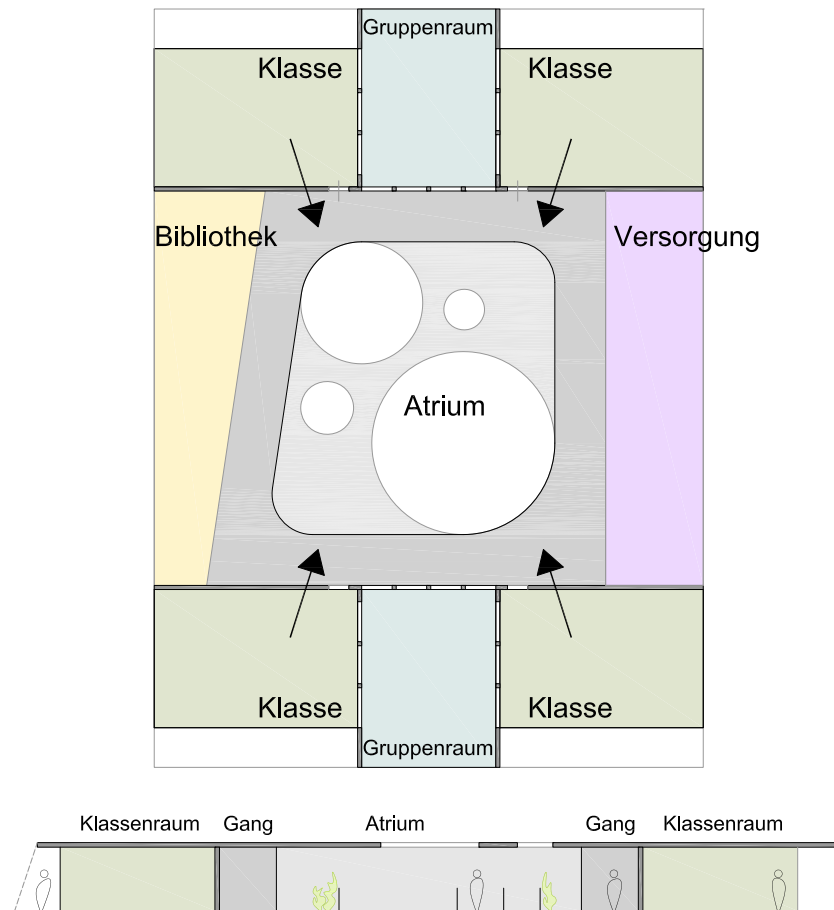 Gruppenraum
Klasse
Klasse
Bibliothek
Versorgung
Atrium
Klasse
Klasse
Gruppenraum
Klassenraum Gang Atrium Gang Klassenraum